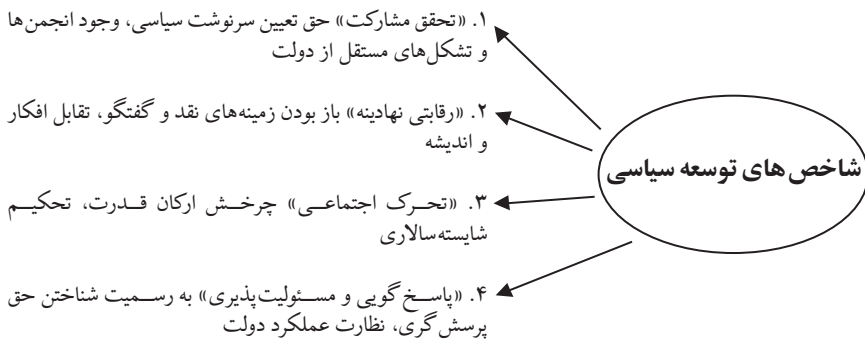 شاخص های توسعه سیاسی
۱. «تحقق مشارکت» حق تعیین سرنوشت سیاسی، وجود انجمن‌ها
و تشکل‌های مستقل از دولت
۲. «رقابتی نهادینه» باز بودن زمینه‌های نقد و گفتگو، تقابل افکار
و اندیشه
۳. «تحرک اجتماعی» چرخش ارکان قدرت، تحکیم
شایسته‌سالاری
۴. «پاسخ‌گویی و مسئولیت‌پذیری» به رسمیت شناختن حق
پرسش‌گری، نظارت عملکرد دولت